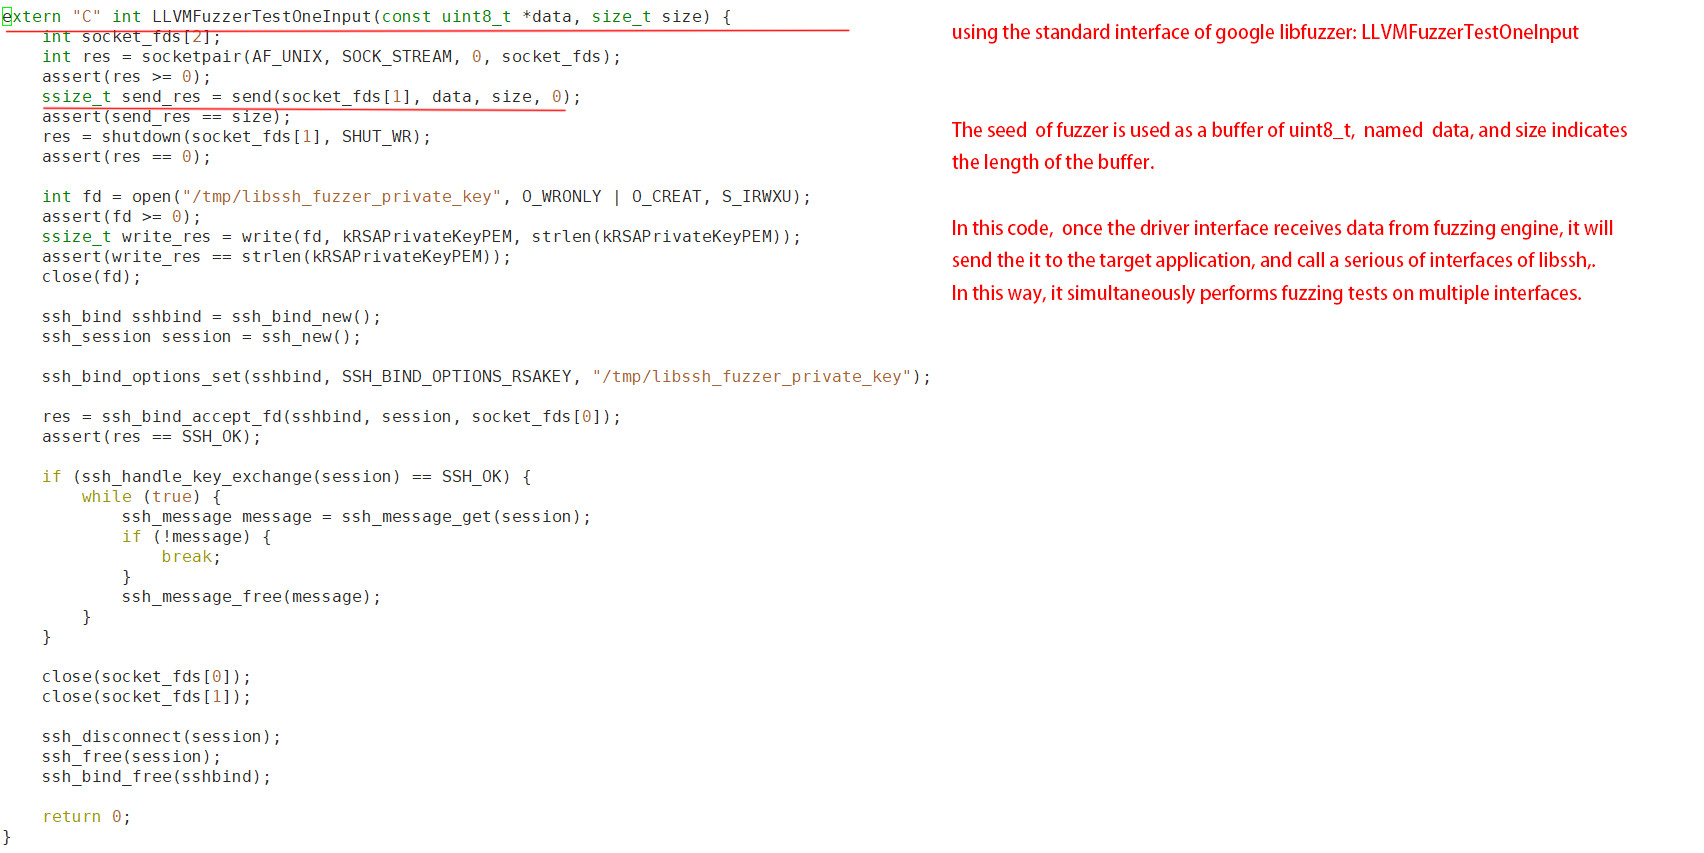 extern "C" int LLVMFuzzerTestOneInput(const uint8_t *data, size_t size) {
int socket_fds[2];
int res = socketpair(AF_UNIX, SOCK_STREAM, 0, socket_fds);
assert(res >= 0);
ssize_t send_res = send(socket_fds[1], data, size, 0);
assert(send_res == size);
res = shutdown(socket_fds[1], SHUT_WR);
assert(res == 0);
int fd = open("/tmp/libssh_fuzzer_private_key", O_WRONLY | O_CREAT, S_IRWXU);
assert(fd >= 0);
ssize_t write_res = write(fd, kRSAPrivateKeyPEM, strlen(kRSAPrivateKeyPEM));
assert(write_res == strlen(kRSAPrivateKeyPEM));
close(fd);
ssh_bind sshbind = ssh_bind_new();
ssh_session session = ssh_new();
ssh_bind_options_set(sshbind, SSH_BIND_OPTIONS_RSAKEY, "/tmp/libssh_fuzzer_private_key");
res = ssh_bind_accept_fd(sshbind, session, socket_fds[0]);
assert(res == SSH_OK);
if (ssh_handle_key_exchange(session) == SSH_OK) {
while (true) {
ssh_message message = ssh_message_get(session);
if (!message) {
break;
}
ssh_message_free(message);
}
}
close(socket_fds[0]);
close(socket_fds[1]);
ssh_disconnect(session);
ssh_free(session);
ssh_bind_free(sshbind);
return 0;
}
using the standard interface of google libfuzzer: LLVMFuzzerTestOneInput
The seed of fuzzer is used as a buffer of uint8_t, named data, and size indicates
the length of the buffer.
In this code, once the driver interface receives data from fuzzing engine, it will
send the it to the target application, and call a serious of interfaces of libssh,.
In this way, it simultaneously performs fuzzing tests on multiple interfaces.